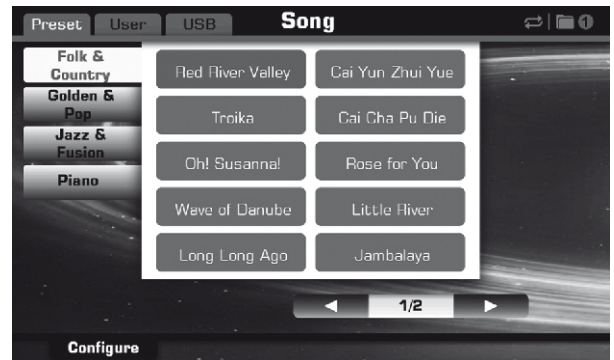 Preset User USB Song 1
Folk &
Country
Golden &
Pop
Jazz &
Fusion
Piano
Red River Valley Cai Yun Zhui Yue
Troika Cai Cha Pu Die
Oh! Susanna! Rose for You
Wave of Danube Little River
Long Long Ago Jambalaya
1/2
Configure